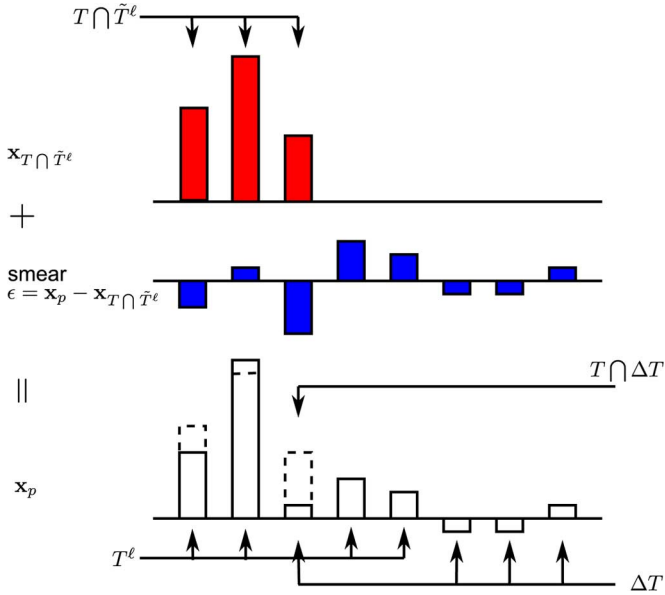 T ⋂ T̃^ℓ
𝐱_{T ⋂ T̃^ℓ}
+
smear
ϵ = 𝐱_p − 𝐱_{T ⋂ T̃^ℓ}
T ⋂ ΔT
||
𝐱_p
T^ℓ
ΔT